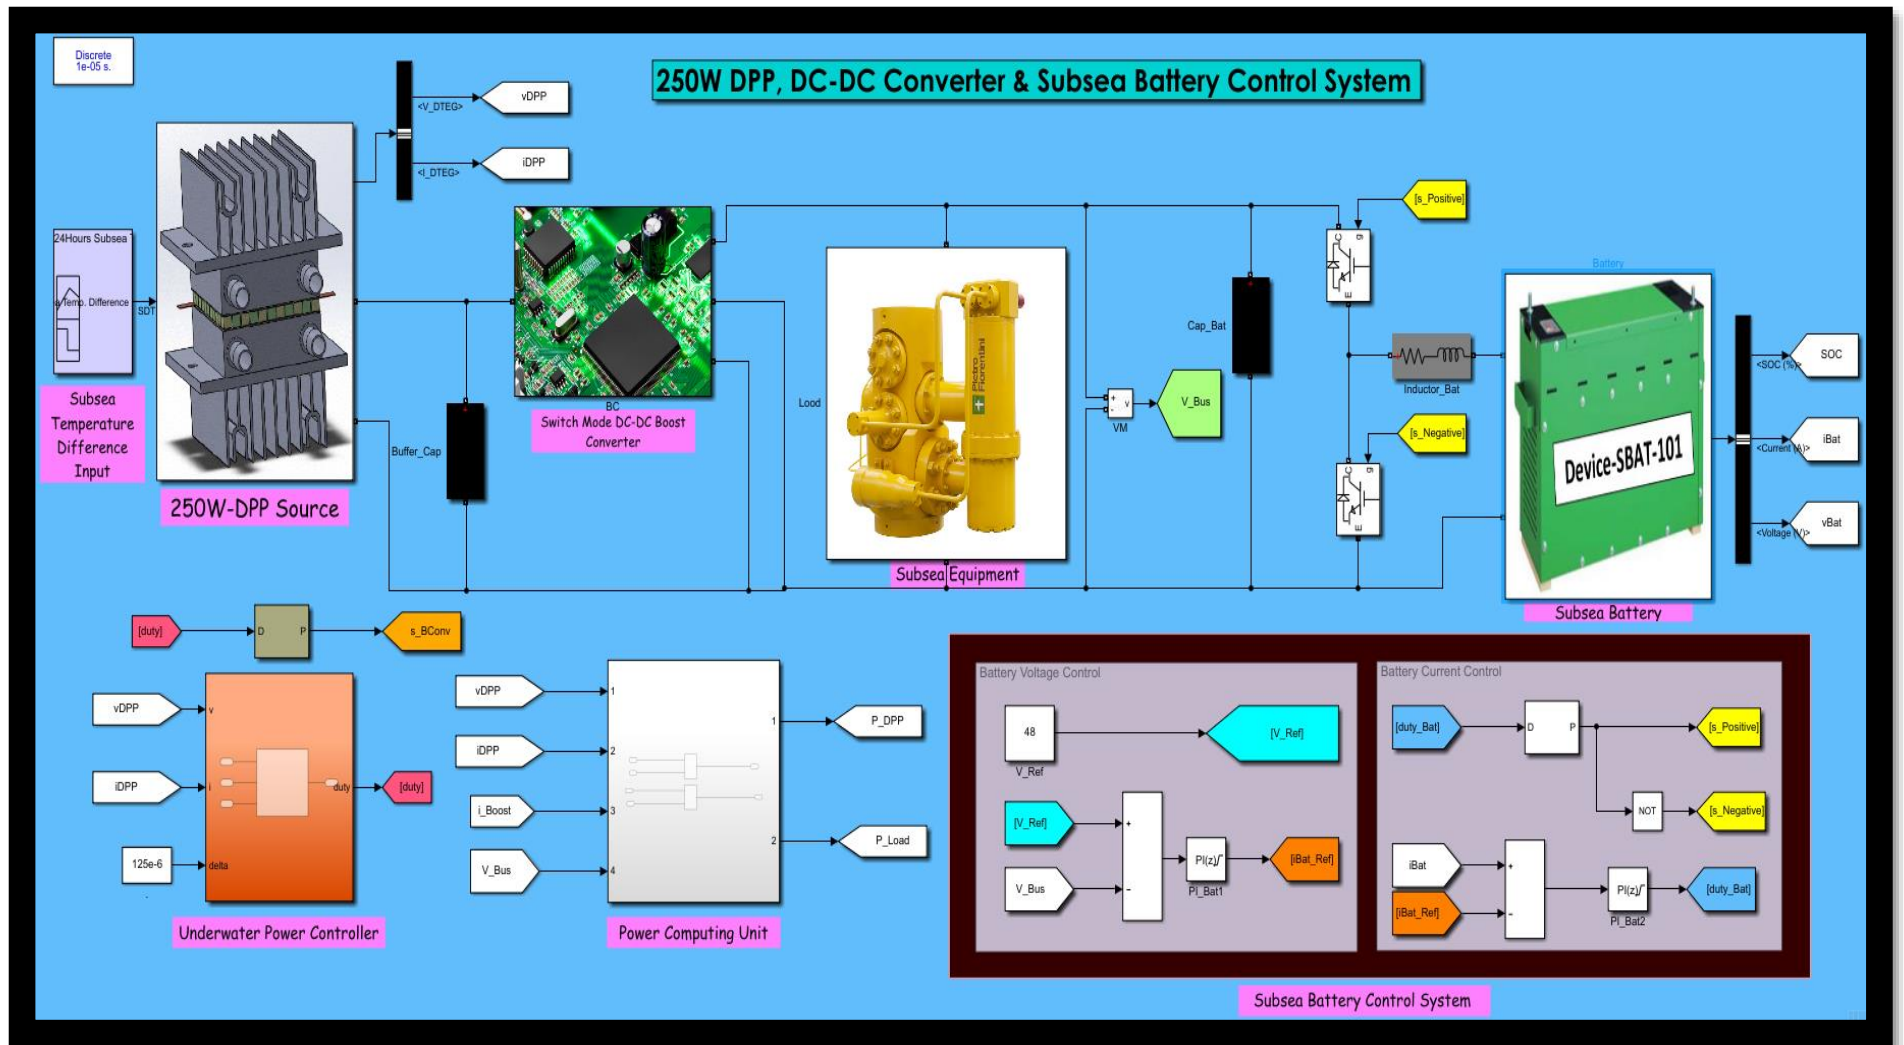 Discrete
1e-05 s.
250W DPP, DC-DC Converter & Subsea Battery Control System
<V_DTEG>
vDPP
<I_DTEG>
iDPP
24Hours Subsea
Temp. Difference
SDT
Subsea
Temperature
Difference
Input
250W-DPP Source
Buffer_Cap
BC
Switch Mode DC-DC Boost
Converter
Lood
Pietro
Fiorentini
Subsea Equipment
+
-
v
VM
V_Bus
Cap_Bat
[s_Positive]
C
g
E
[s_Negative]
C
g
E
Inductor_Bat
Battery
Device-SBAT-101
Subsea Battery
<SOC (%)>
SOC
<Current (A)>
iBat
<Voltage (V)>
vBat
[duty]
D
P
s_BConv
vDPP
v
iDPP
i
125e-6
delta
duty
[duty]
Underwater Power Controller
vDPP
1
iDPP
2
i_Boost
3
V_Bus
4
1
P_DPP
2
P_Load
Power Computing Unit
Battery Voltage Control
48
V_Ref
[V_Ref]
[V_Ref]
+
V_Bus
-
PI(z)
PI_Bat1
[iBat_Ref]
Battery Current Control
[duty_Bat]
D
P
[s_Positive]
NOT
[s_Negative]
iBat
+
[iBat_Ref]
-
PI(z)
PI_Bat2
[duty_Bat]
Subsea Battery Control System